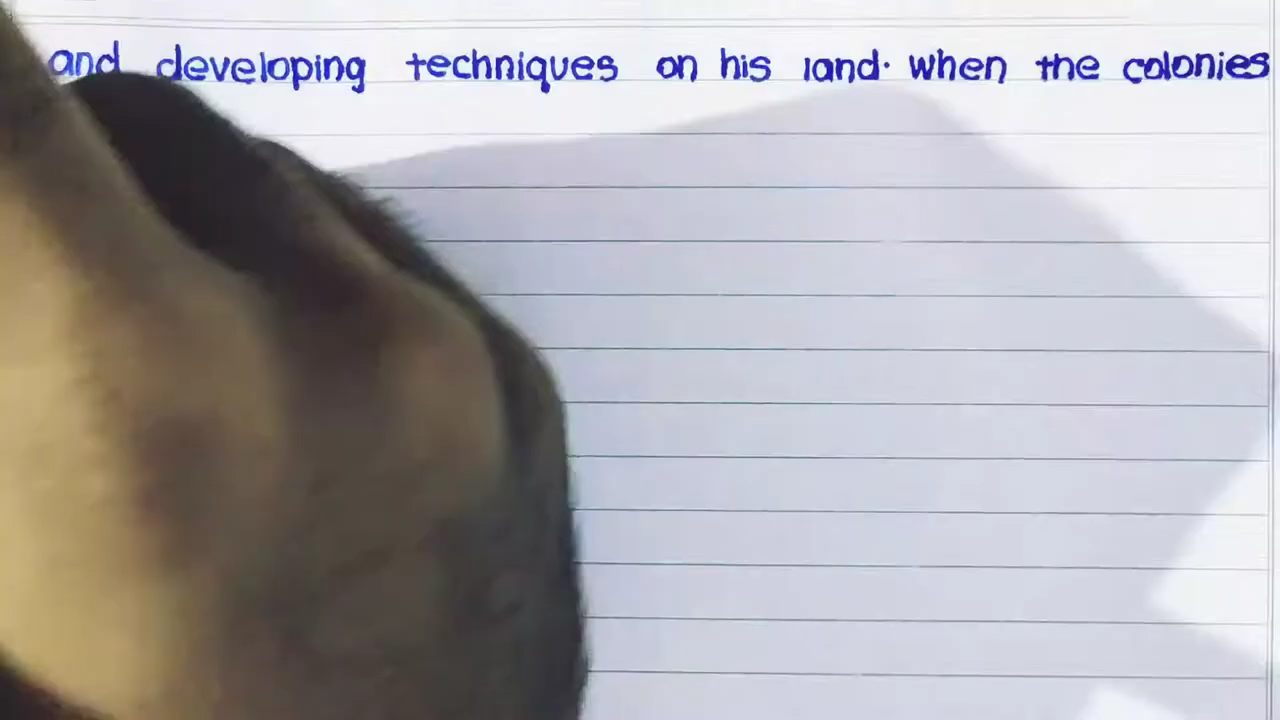 and developing techniques on his land. when the colonies